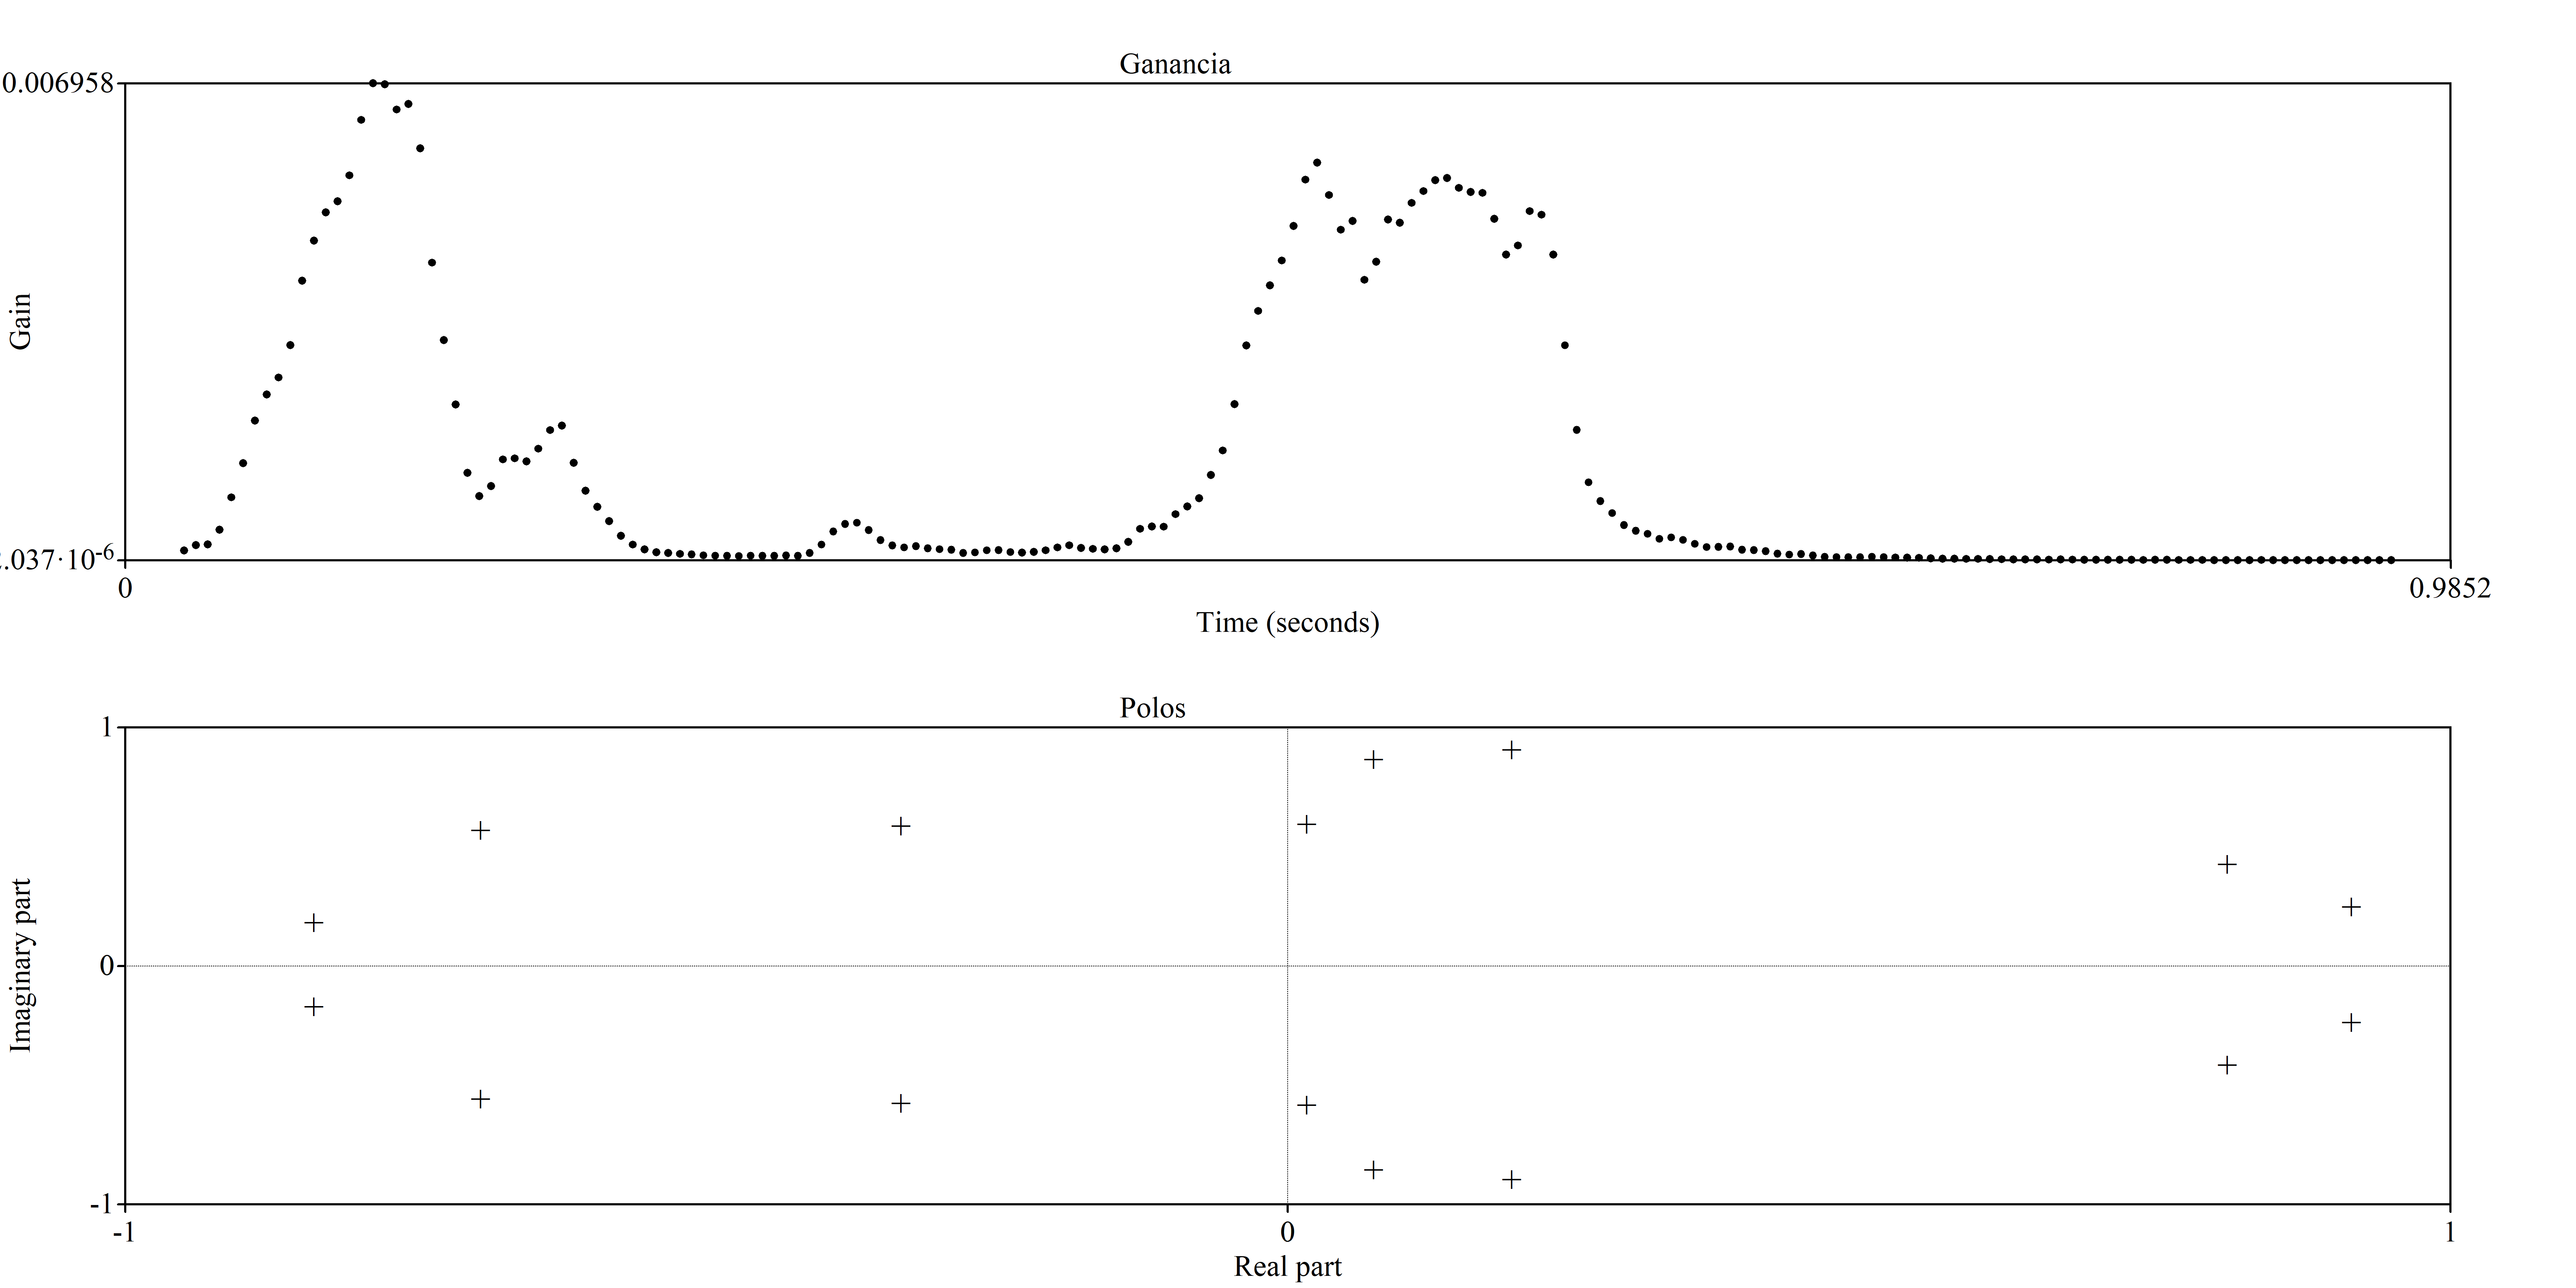 Ganancia
0.006958
Gain
2.037·10-6
0
0.9852
Time (seconds)
Polos
1
0
-1
Imaginary part
-1
0
1
Real part